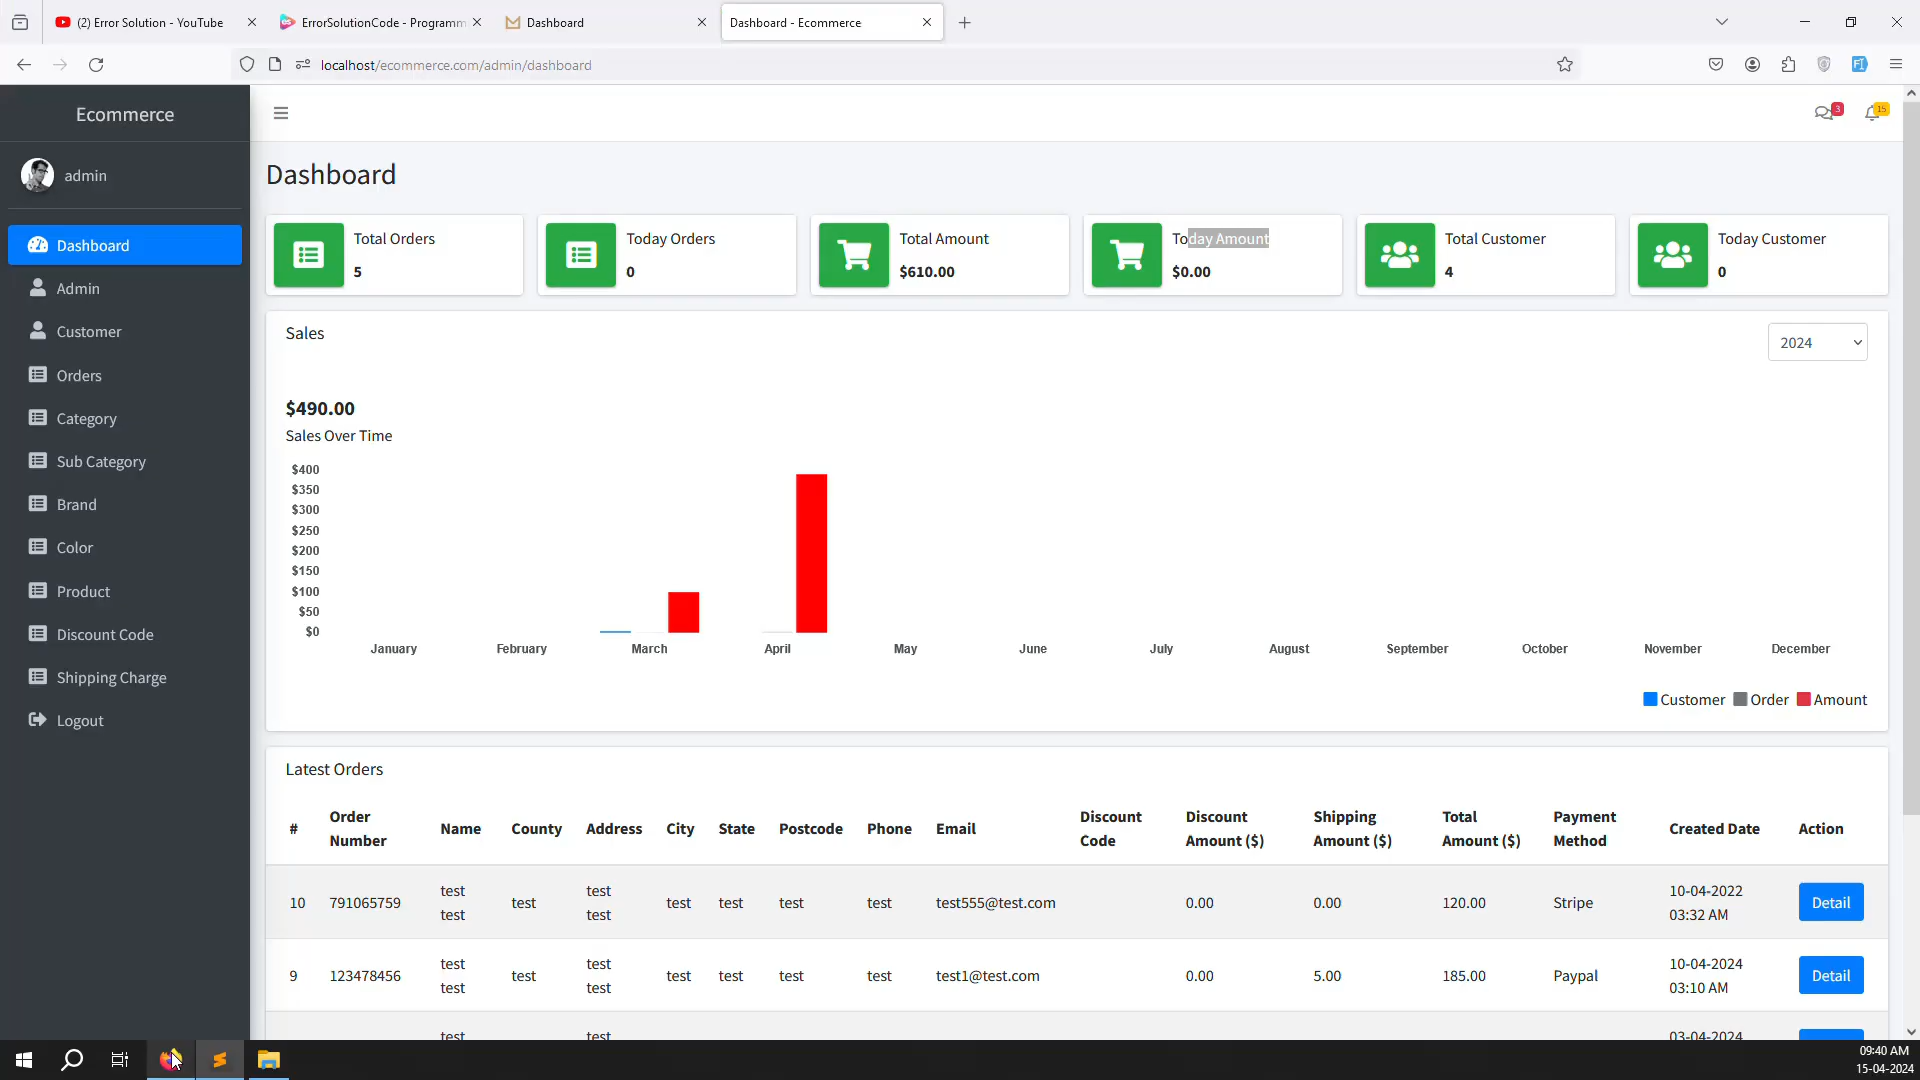 (2) Error Solution - YouTube
ErrorSolutionCode - Programm
Dashboard
Dashboard - Ecommerce
localhost/ecommerce.com/admin/dashboard
Ecommerce
3
15
admin
Dashboard
Admin
Customer
Orders
Category
Sub Category
Brand
Color
Product
Discount Code
Shipping Charge
Logout
Dashboard
Total Orders
5
Today Orders
0
Total Amount
$610.00
Today Amount
$0.00
Total Customer
4
Today Customer
0
Sales
2024
$490.00
Sales Over Time
$400
$350
$300
$250
$200
$150
$100
$50
$0
January February March April May June July August September October November December
Customer Order Amount
Latest Orders
# Order Number Name County Address City State Postcode Phone Email Discount Code Discount Amount ($) Shipping Amount ($) Total Amount ($) Payment Method Created Date Action
10 791065759 test test test test test test test test test test555@test.com 0.00 0.00 120.00 Stripe 10-04-2022 03:32 AM Detail
9 123478456 test test test test test test test test test test1@test.com 0.00 5.00 185.00 Paypal 10-04-2024 03:10 AM Detail
test test 03-04-2024
09:40 AM
15-04-2024